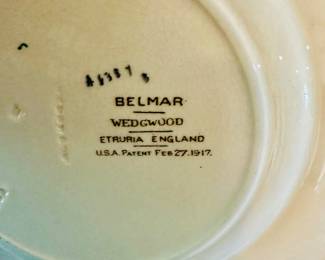 BELMAR
WEDGWOOD
ETRURIA ENGLAND
U.S.A. PATENT FEB 27.1917.